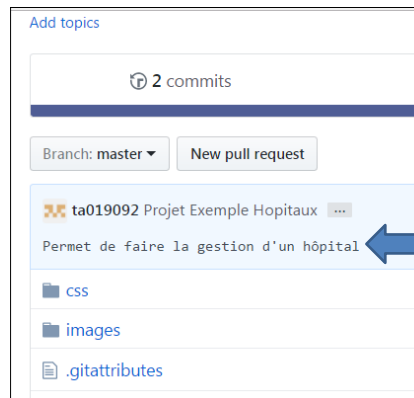 Add topics
2 commits
Branch: master New pull request
ta019092 Projet Exemple Hopitaux ...
Permet de faire la gestion d'un hôpital
css
images
.gitattributes